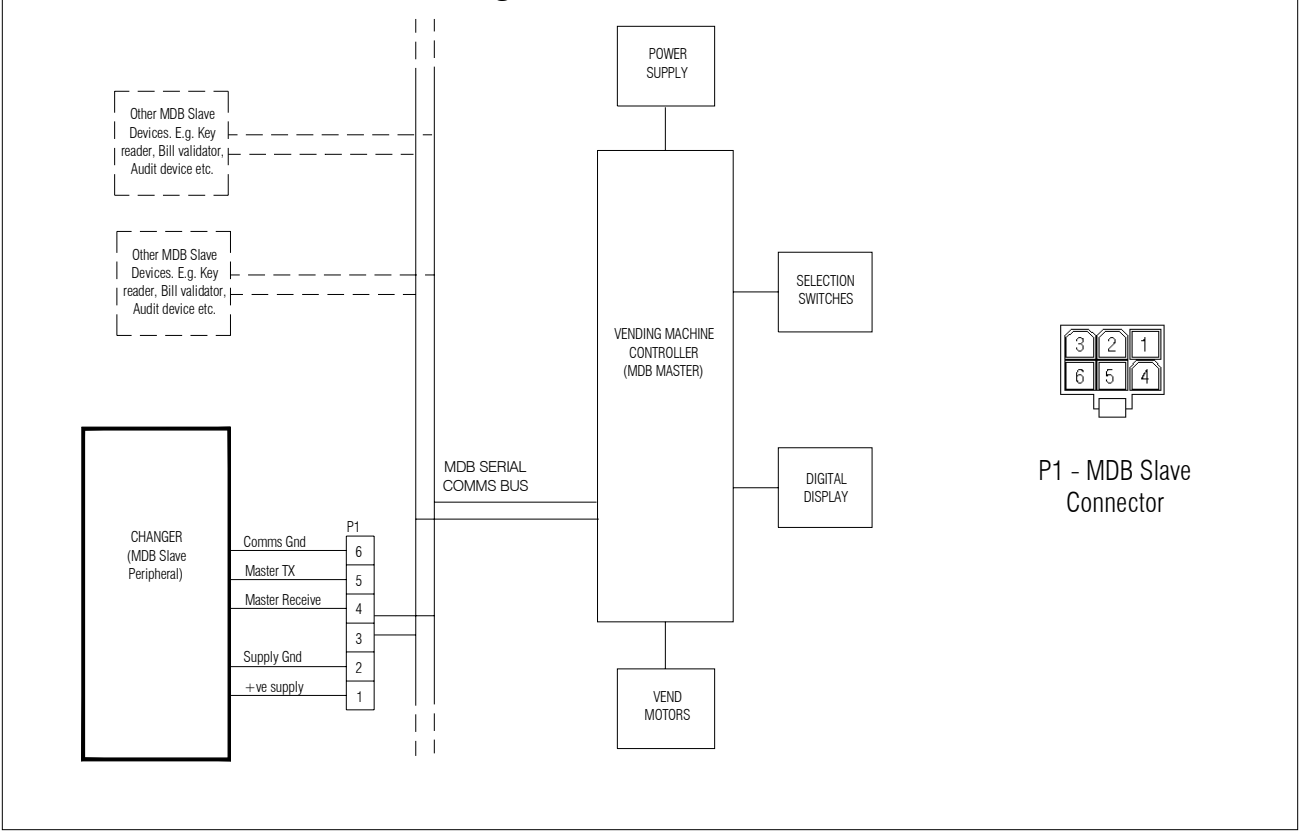 g
POWER
SUPPLY
Other MDB Slave
Devices. E.g. Key
reader, Bill validator,
Audit device etc.
Other MDB Slave
Devices. E.g. Key
reader, Bill validator,
Audit device etc.
SELECTION
SWITCHES
VENDING MACHINE
CONTROLLER
(MDB MASTER)
3 2 1
6 5 4
P1 - MDB Slave
Connector
MDB SERIAL
COMMS BUS
DIGITAL
DISPLAY
CHANGER
(MDB Slave
Peripheral)
P1
Comms Gnd 6
Master TX 5
Master Receive 4
3
Supply Gnd 2
+ve supply 1
VEND
MOTORS